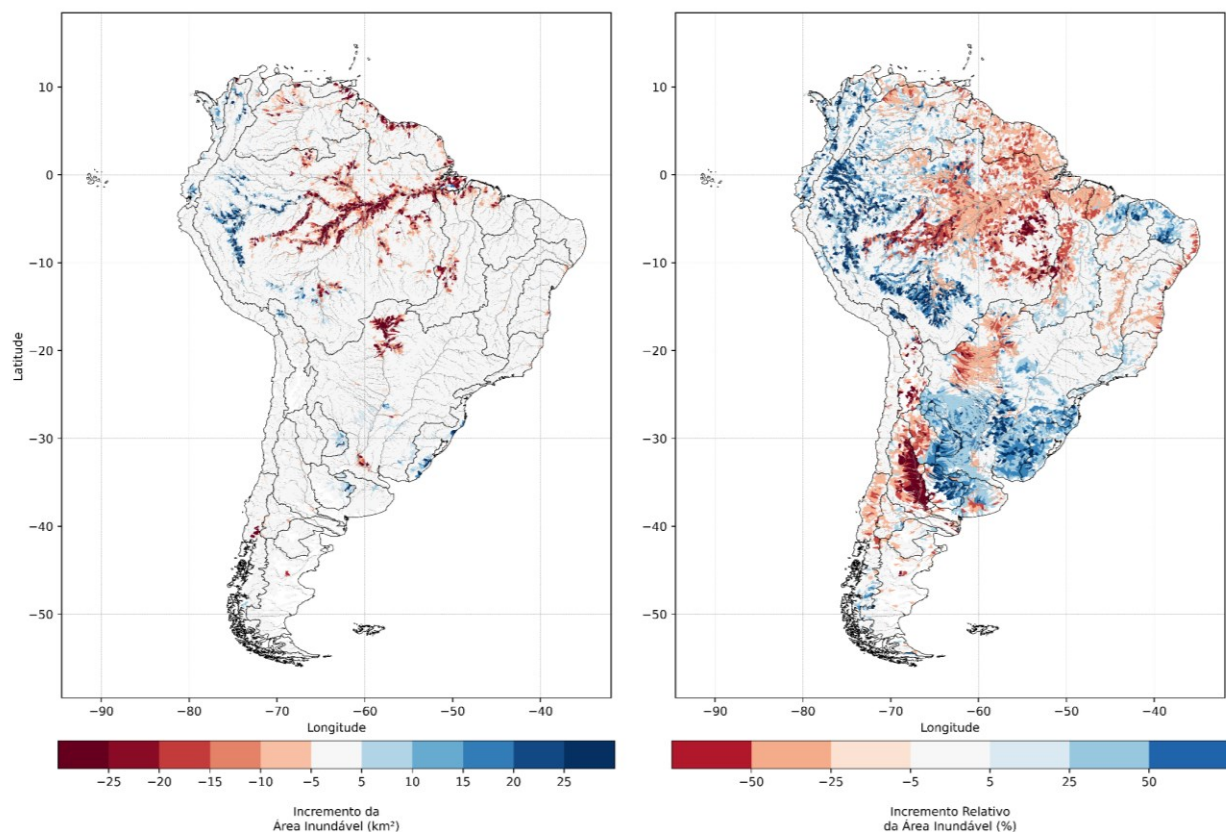 10
0
−10
−20
−30
−40
−50
Latitude
−90 −80 −70 −60 −50 −40
Longitude
−25 −20 −15 −10 −5 5 10 15 20 25
Incremento da
Área Inundável (km²)
10
0
−10
−20
−30
−40
−50
−90 −80 −70 −60 −50 −40
Longitude
−50 −25 −5 5 25 50
Incremento Relativo
da Área Inundável (%)